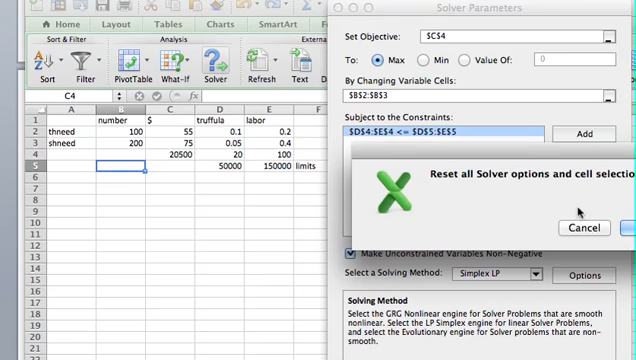 Solver Parameters
Home Layout Tables Charts SmartArt
Sort & Filter Analysis
Sort Filter PivotTable What-If Solver Refresh Text
C4 fx
A B C D E F
1 number $ truffula labor
2 thneed 100 55 0.1 0.2
3 shneed 200 75 0.05 0.4
4 20500 20 100
5 50000 150000 limits
6
7
8
9
10
11
12
13
14
15
16
17
18
19
20
21
22
Set Objective: $C$4
To: Max Min Value Of: 0
By Changing Variable Cells:
$B$2:$B$3
Subject to the Constraints:
$D$4:$E$4 <= $D$5:$E$5 Add
Reset all Solver options and cell selectio
Cancel
Make Unconstrained Variables Non-Negative
Select a Solving Method: Simplex LP Options
Solving Method
Select the GRG Nonlinear engine for Solver Problems that are smooth
nonlinear. Select the LP Simplex engine for linear Solver Problems,
and select the Evolutionary engine for Solver problems that are non-
smooth.